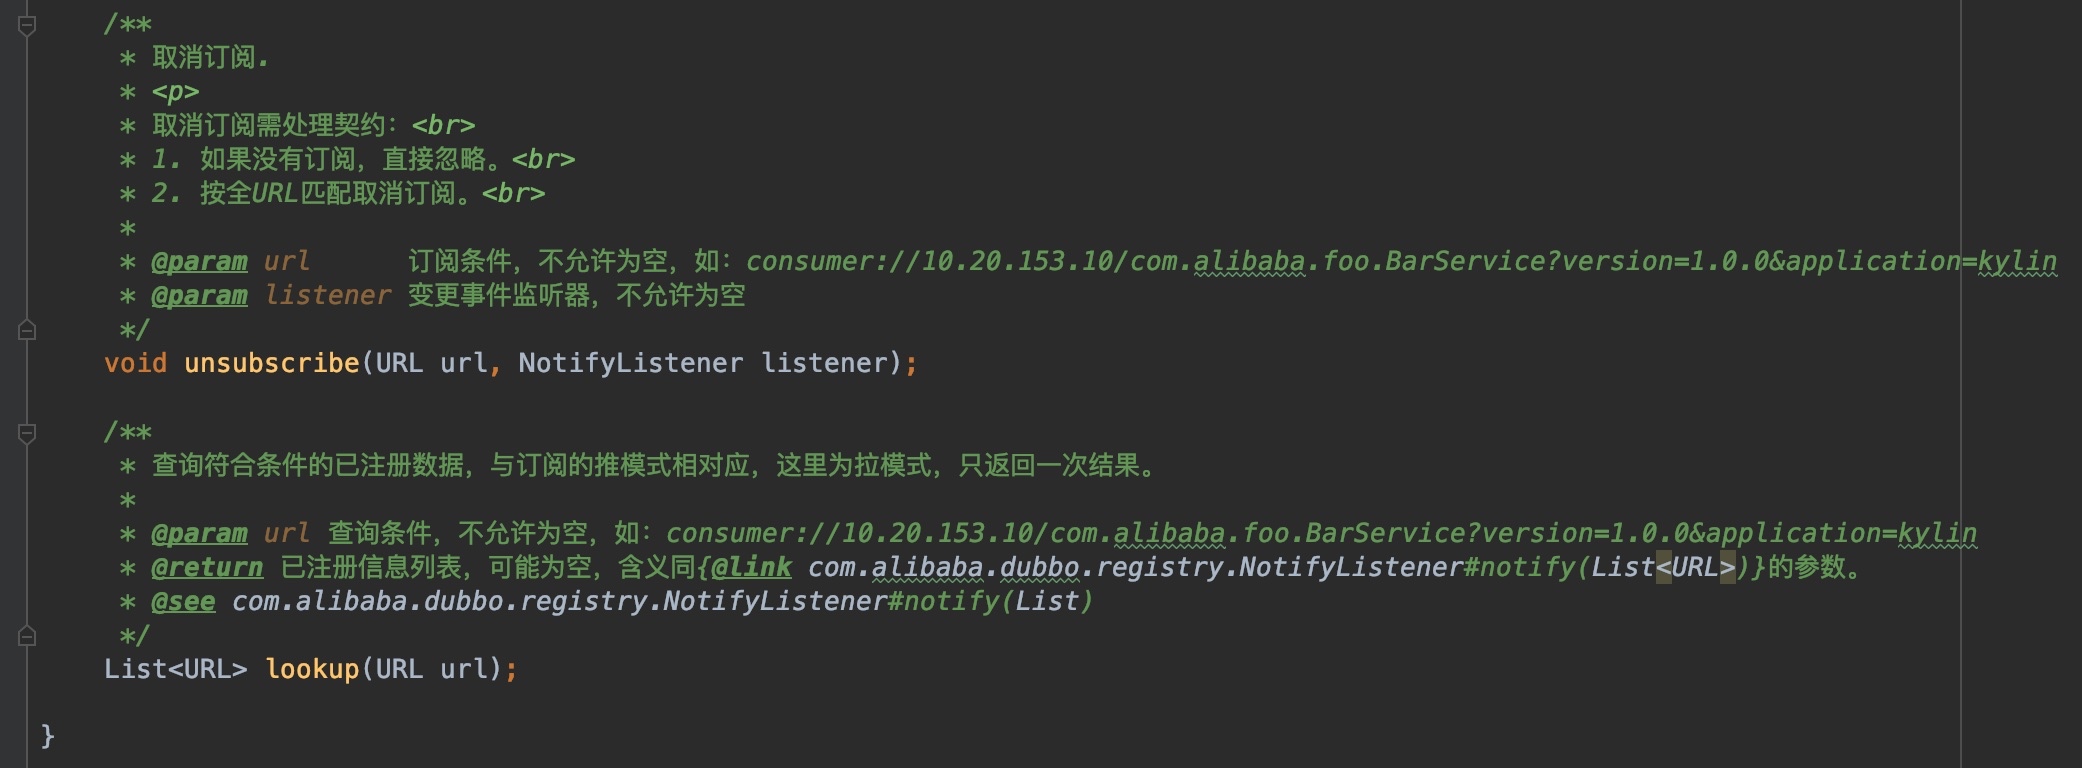 /**
 * 取消订阅.
 * <p>
 * 取消订阅需处理契约：<br>
 * 1. 如果没有订阅，直接忽略。<br>
 * 2. 按全URL匹配取消订阅。<br>
 *
 * @param url      订阅条件，不允许为空，如：consumer://10.20.153.10/com.alibaba.foo.BarService?version=1.0.0&application=kylin
 * @param listener 变更事件监听器，不允许为空
 */
void unsubscribe(URL url, NotifyListener listener);
/**
 * 查询符合条件的已注册数据，与订阅的推模式相对应，这里为拉模式，只返回一次结果。
 *
 * @param url 查询条件，不允许为空，如：consumer://10.20.153.10/com.alibaba.foo.BarService?version=1.0.0&application=kylin
 * @return 已注册信息列表，可能为空，含义同{@link com.alibaba.dubbo.registry.NotifyListener#notify(List<URL>)}的参数。
 * @see com.alibaba.dubbo.registry.NotifyListener#notify(List)
 */
List<URL> lookup(URL url);
}